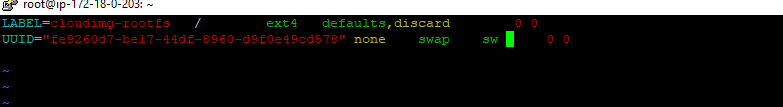 root@ip-172-18-0-203: ~
LABEL=cloudimg-rootfs / ext4 defaults,discard 0 0
UUID="fe9260d7-be17-44df-8960-d9f0e49cd578" none swap sw 0 0
~
~
~